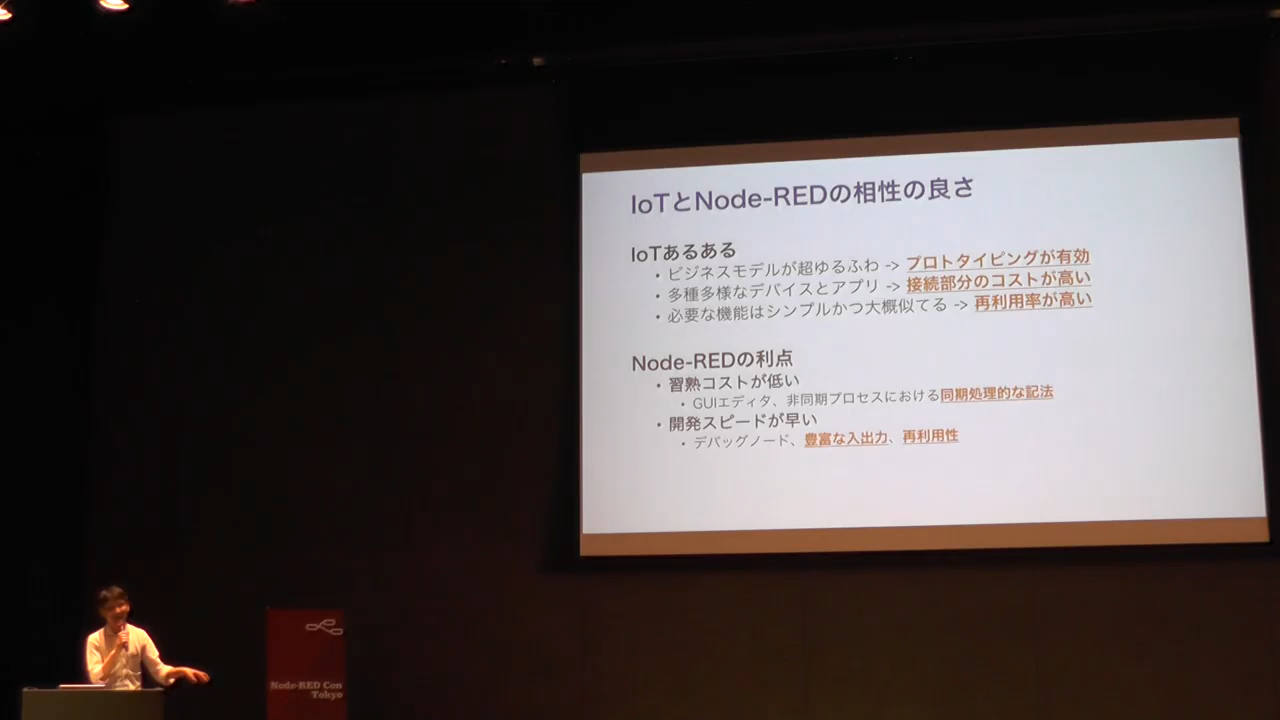 IoTとNode-REDの相性の良さ
IoTあるある
・ビジネスモデルが超ゆるふわ -> プロトタイピングが有効
・多種多様なデバイスとアプリ -> 接続部分のコストが高い
・必要な機能はシンプルかつ大概似てる -> 再利用率が高い
Node-REDの利点
・習熟コストが低い
・GUIエディタ、非同期プロセスにおける同期処理的な記法
・開発スピードが早い
・デバッグノード、豊富な入出力、再利用性
Node-RED Con
Tokyo